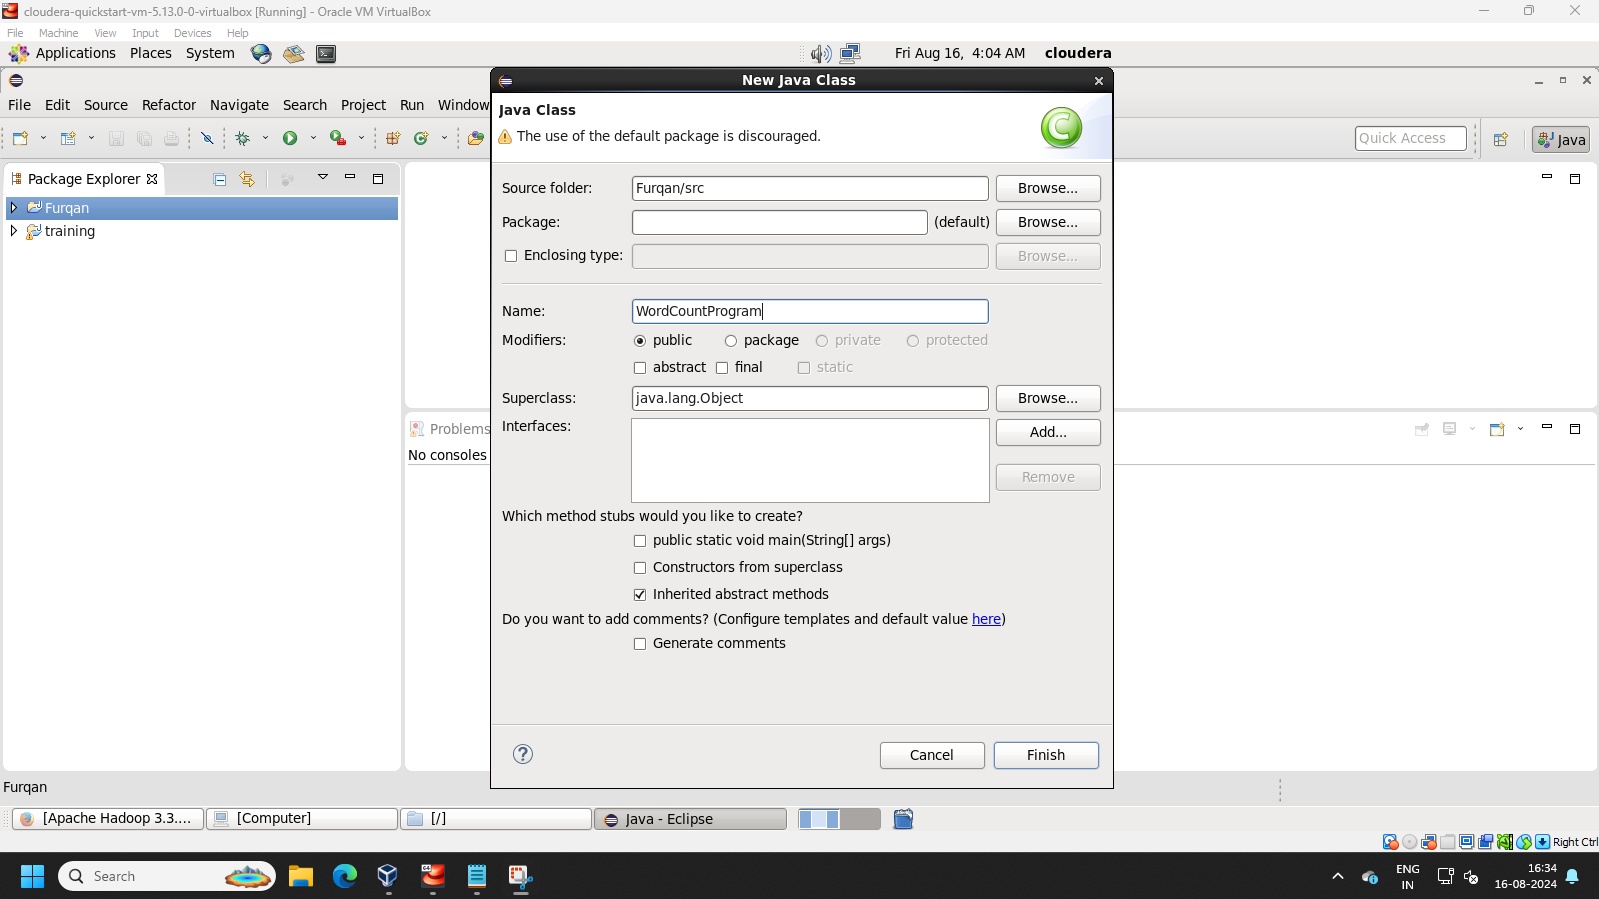 cloudera-quickstart-vm-5.13.0-0-virtualbox [Running] - Oracle VM VirtualBox
File Machine View Input Devices Help
Applications Places System Fri Aug 16, 4:04 AM cloudera
New Java Class
File Edit Source Refactor Navigate Search Project Run Window
Java Class
The use of the default package is discouraged.
Quick Access Java
Package Explorer
Furqan
training
Source folder: Furqan/src Browse...
Package: (default) Browse...
Enclosing type: Browse...
Name: WordCountProgram
Modifiers: public package private protected
abstract final static
Superclass: java.lang.Object Browse...
Interfaces: Add...
Remove
Problems
No consoles
Which method stubs would you like to create?
public static void main(String[] args)
Constructors from superclass
Inherited abstract methods
Do you want to add comments? (Configure templates and default value here)
Generate comments
? Cancel Finish
Furqan
[Apache Hadoop 3.3.... [Computer] [/] Java - Eclipse
Right Ctrl
Search ENG IN 16:34 16-08-2024